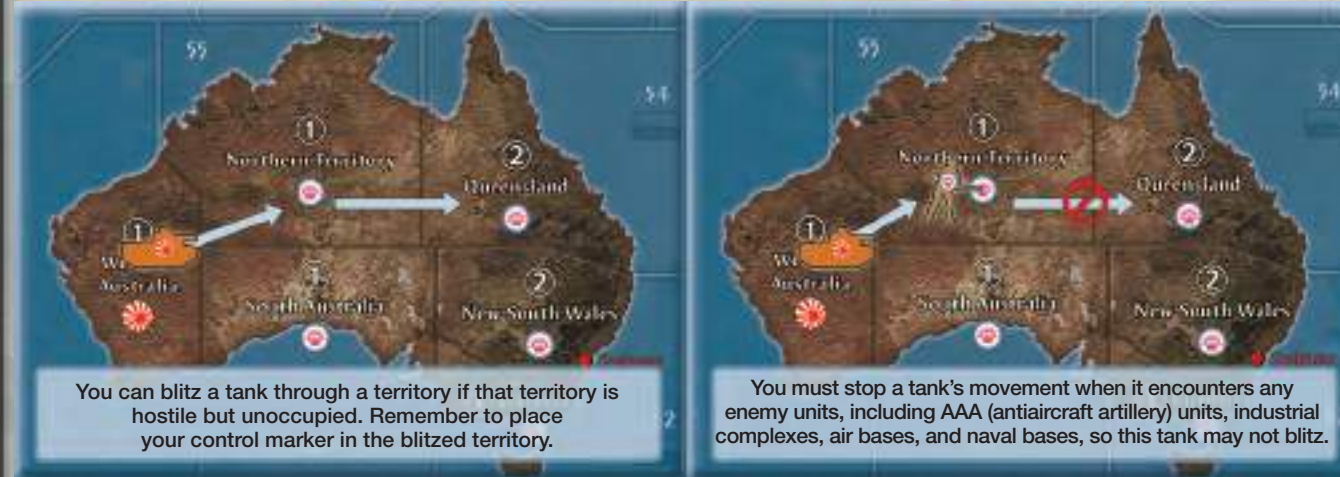 55
54
1
Northern Territory
2
Queensland
1
Australia
1
South Australia
2
New South Wales
You can blitz a tank through a territory if that territory is
hostile but unoccupied. Remember to place
your control marker in the blitzed territory.
2
55
54
1
Northern Territory
2
Queensland
1
Australia
1
South Australia
2
New South Wales
You must stop a tank’s movement when it encounters any
enemy units, including AAA (antiaircraft artillery) units, industrial
complexes, air bases, and naval bases, so this tank may not blitz.